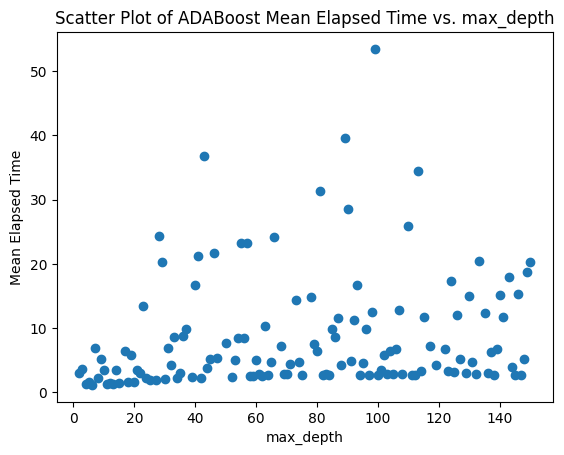 Scatter Plot of ADABoost Mean Elapsed Time vs. max_depth
50
40
30
20
10
0
Mean Elapsed Time
0 20 40 60 80 100 120 140
max_depth